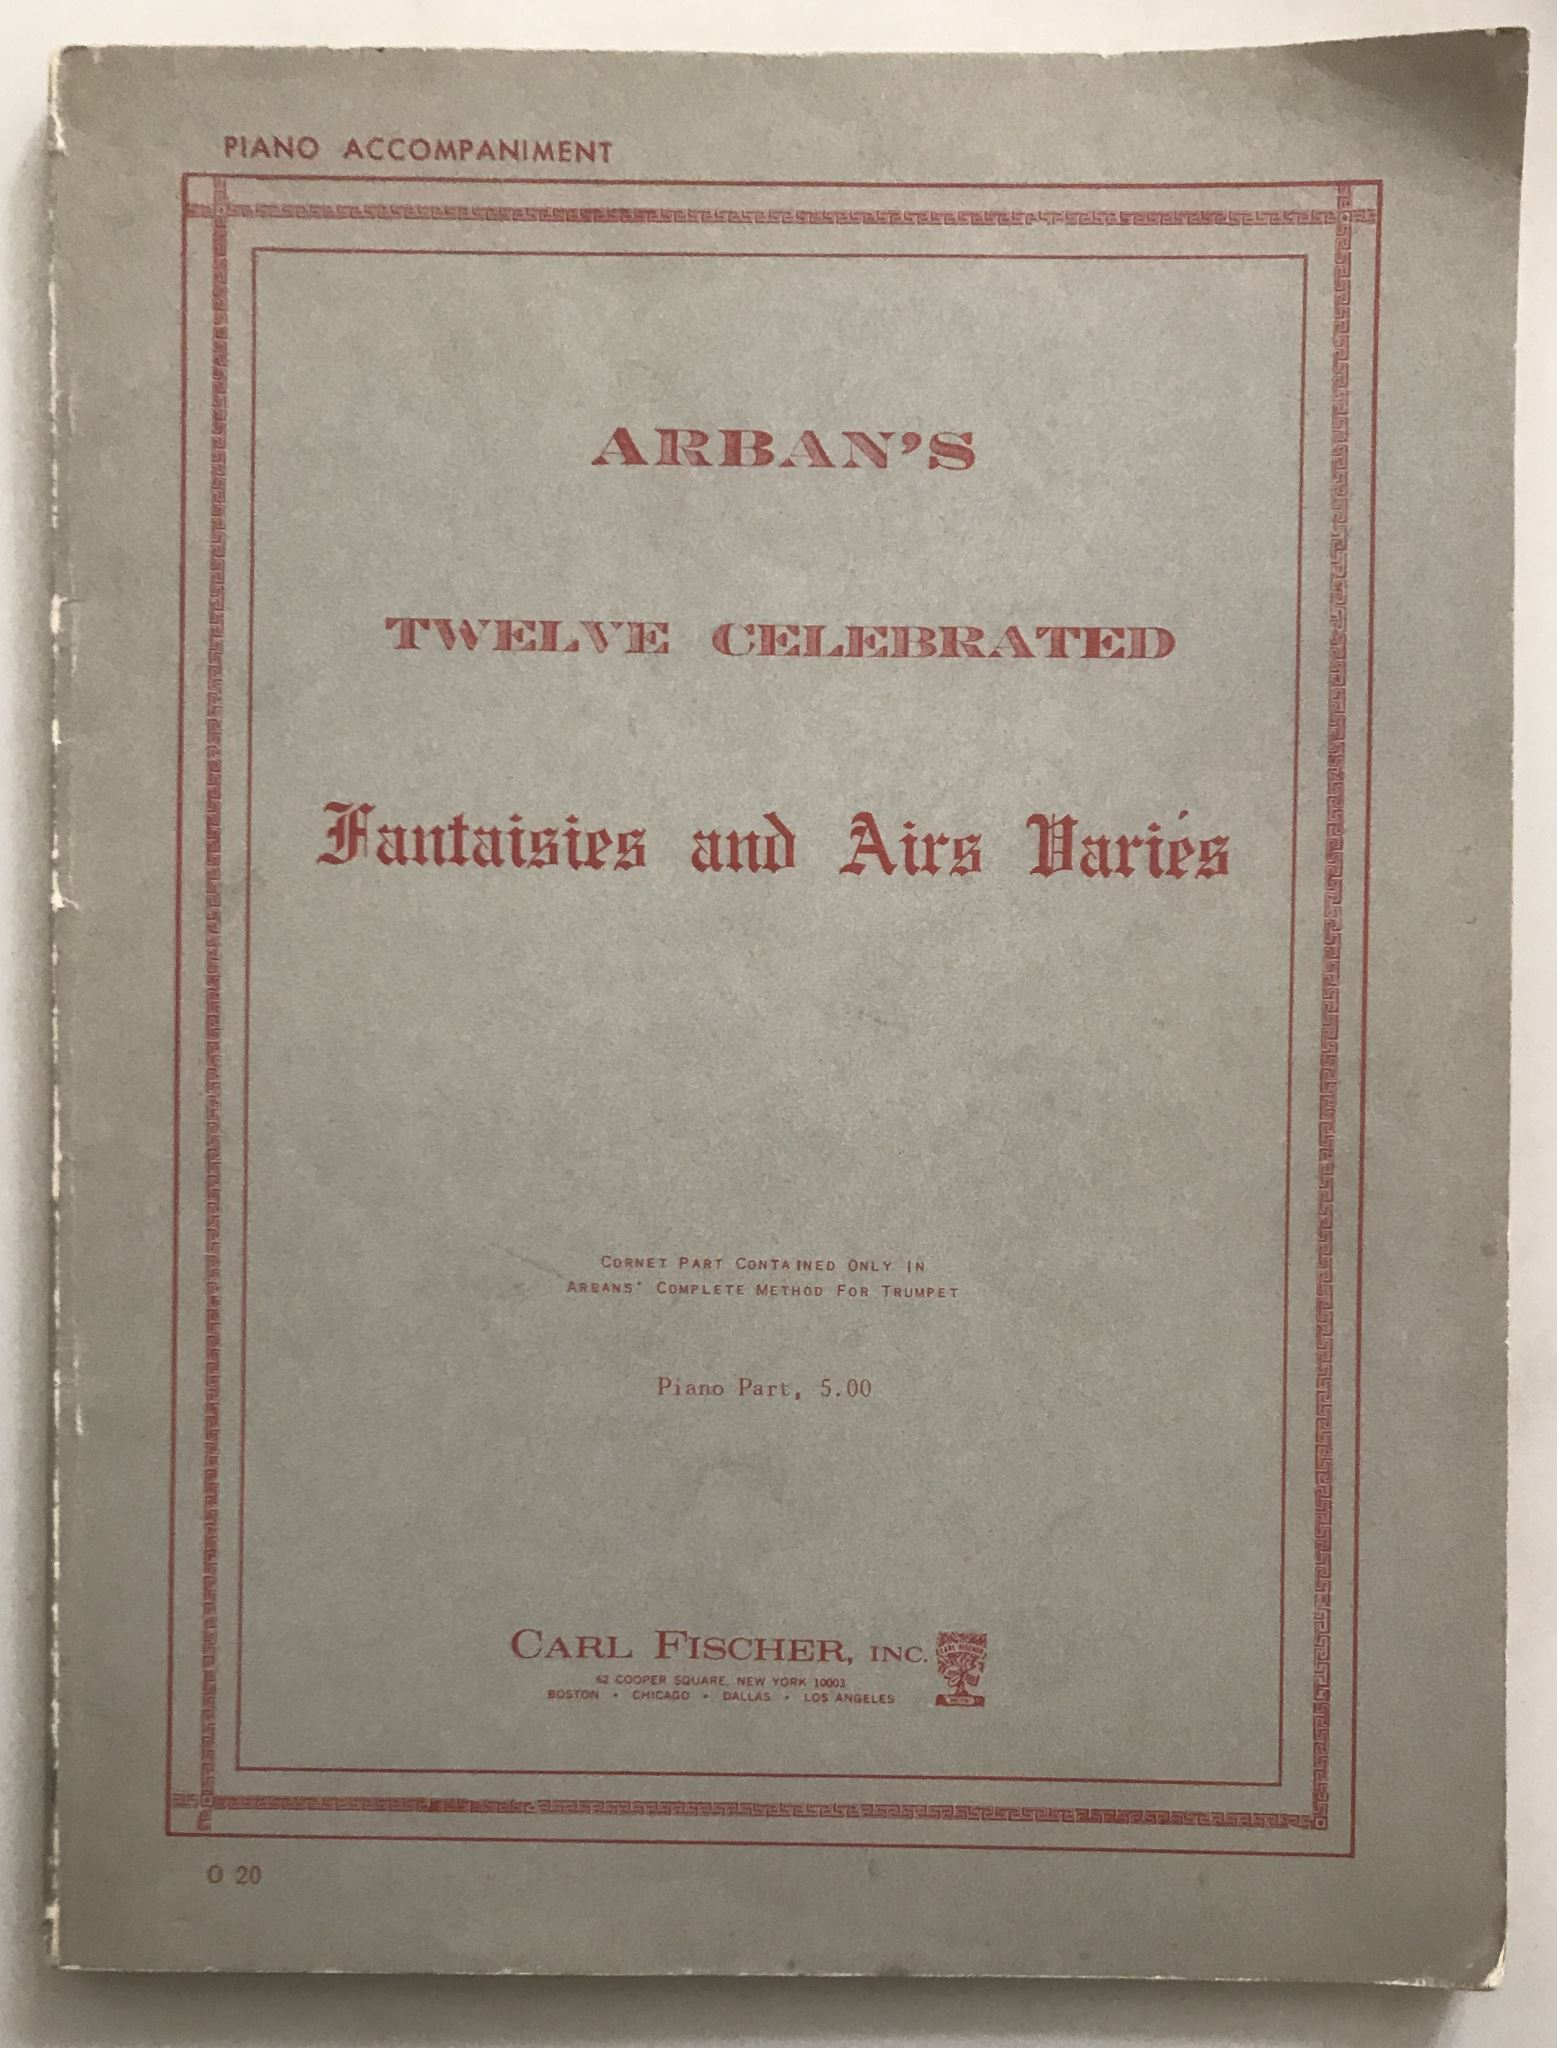 PIANO ACCOMPANIMENT
ARBAN'S
TWELVE CELEBRATED
Fantaisies and Airs Variés
CORNET PART CONTAINED ONLY IN
ARBANS' COMPLETE METHOD FOR TRUMPET
Piano Part, 5.00
CARL FISCHER, INC.
CARL FISCHER
62 COOPER SQUARE, NEW YORK 10003
BOSTON • CHICAGO • DALLAS • LOS ANGELES
O 20